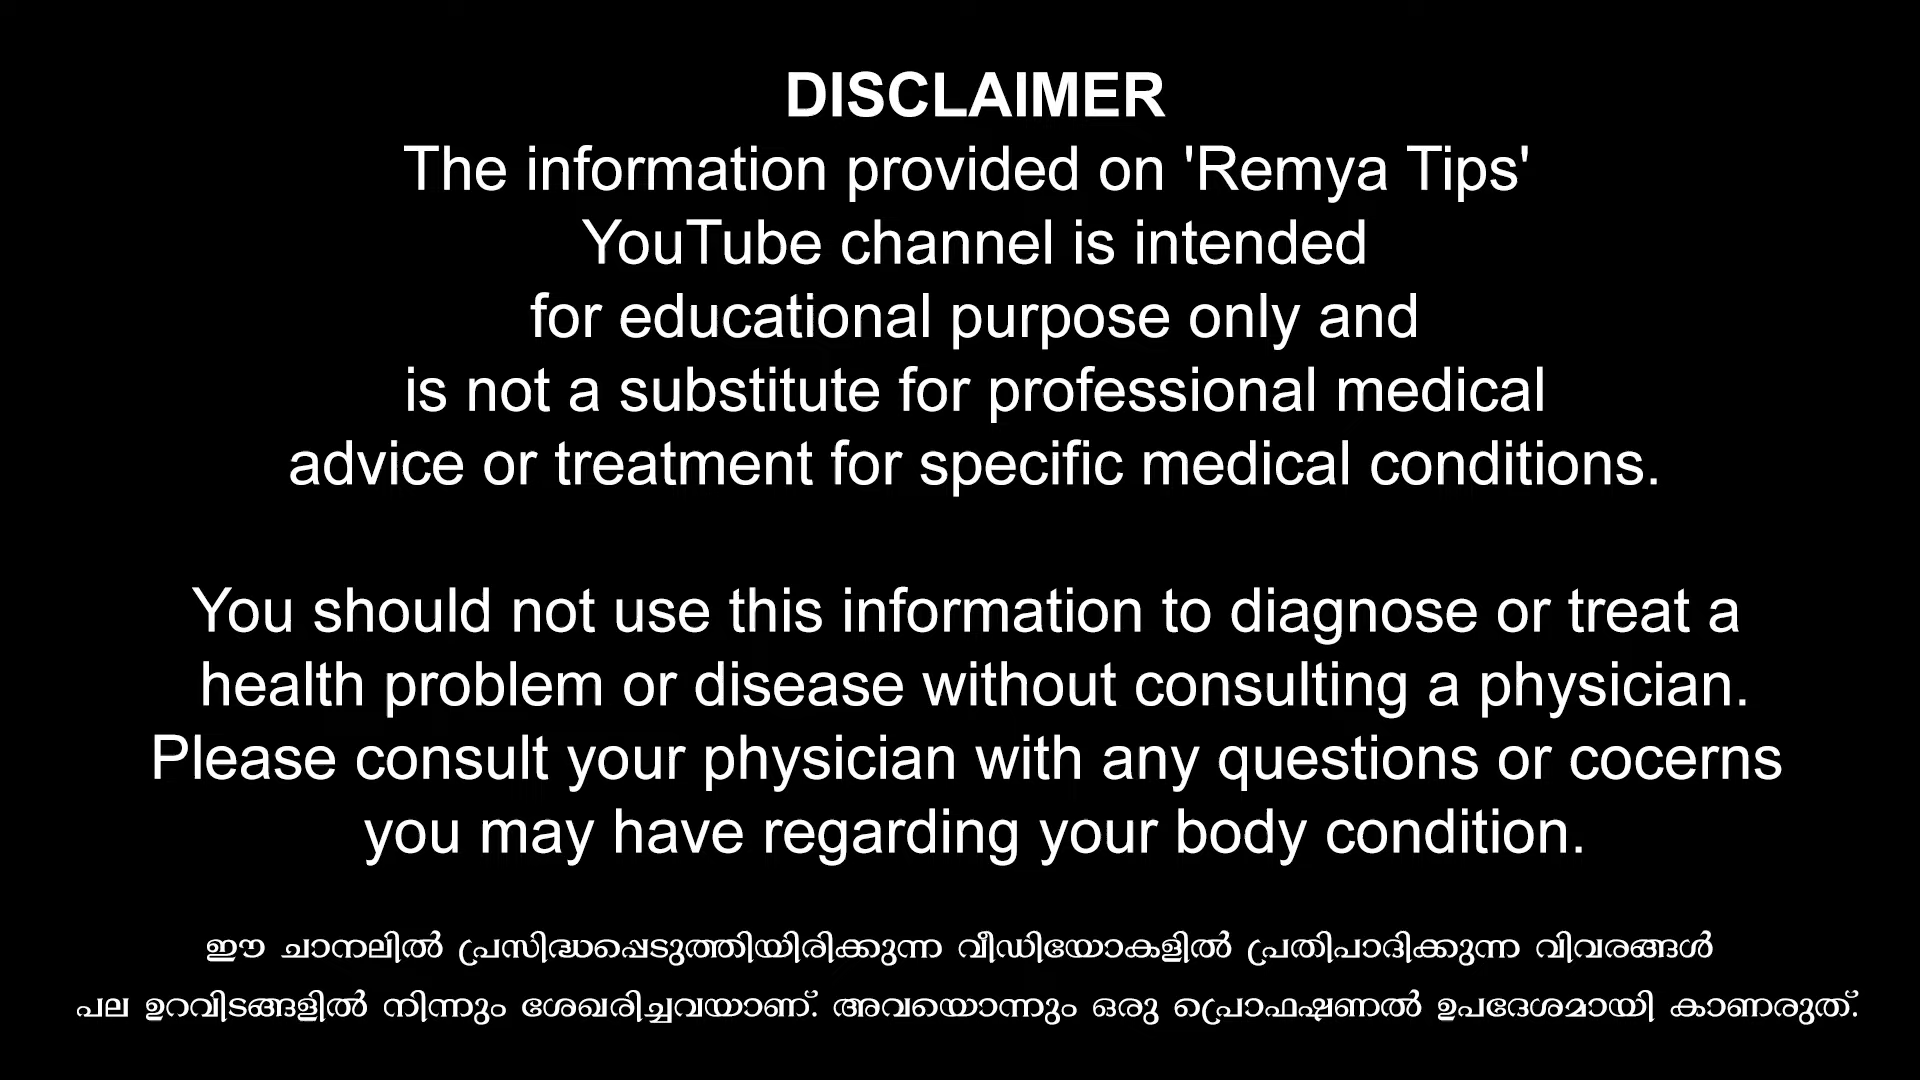 DISCLAIMER
The information provided on 'Remya Tips'
YouTube channel is intended
for educational purpose only and
is not a substitute for professional medical
advice or treatment for specific medical conditions.
You should not use this information to diagnose or treat a
health problem or disease without consulting a physician.
Please consult your physician with any questions or cocerns
you may have regarding your body condition.
ഈ ചാനലിൽ പ്രസിദ്ധപ്പെടുത്തിയിരിക്കുന്ന വീഡിയോകളിൽ പ്രതിപാദിക്കുന്ന വിവരങ്ങൾ
പല ഉറവിടങ്ങളിൽ നിന്നും ശേഖരിച്ചവയാണ്. അവയൊന്നും ഒരു പ്രൊഫഷണൽ ഉപദേശമായി കാണരുത്.